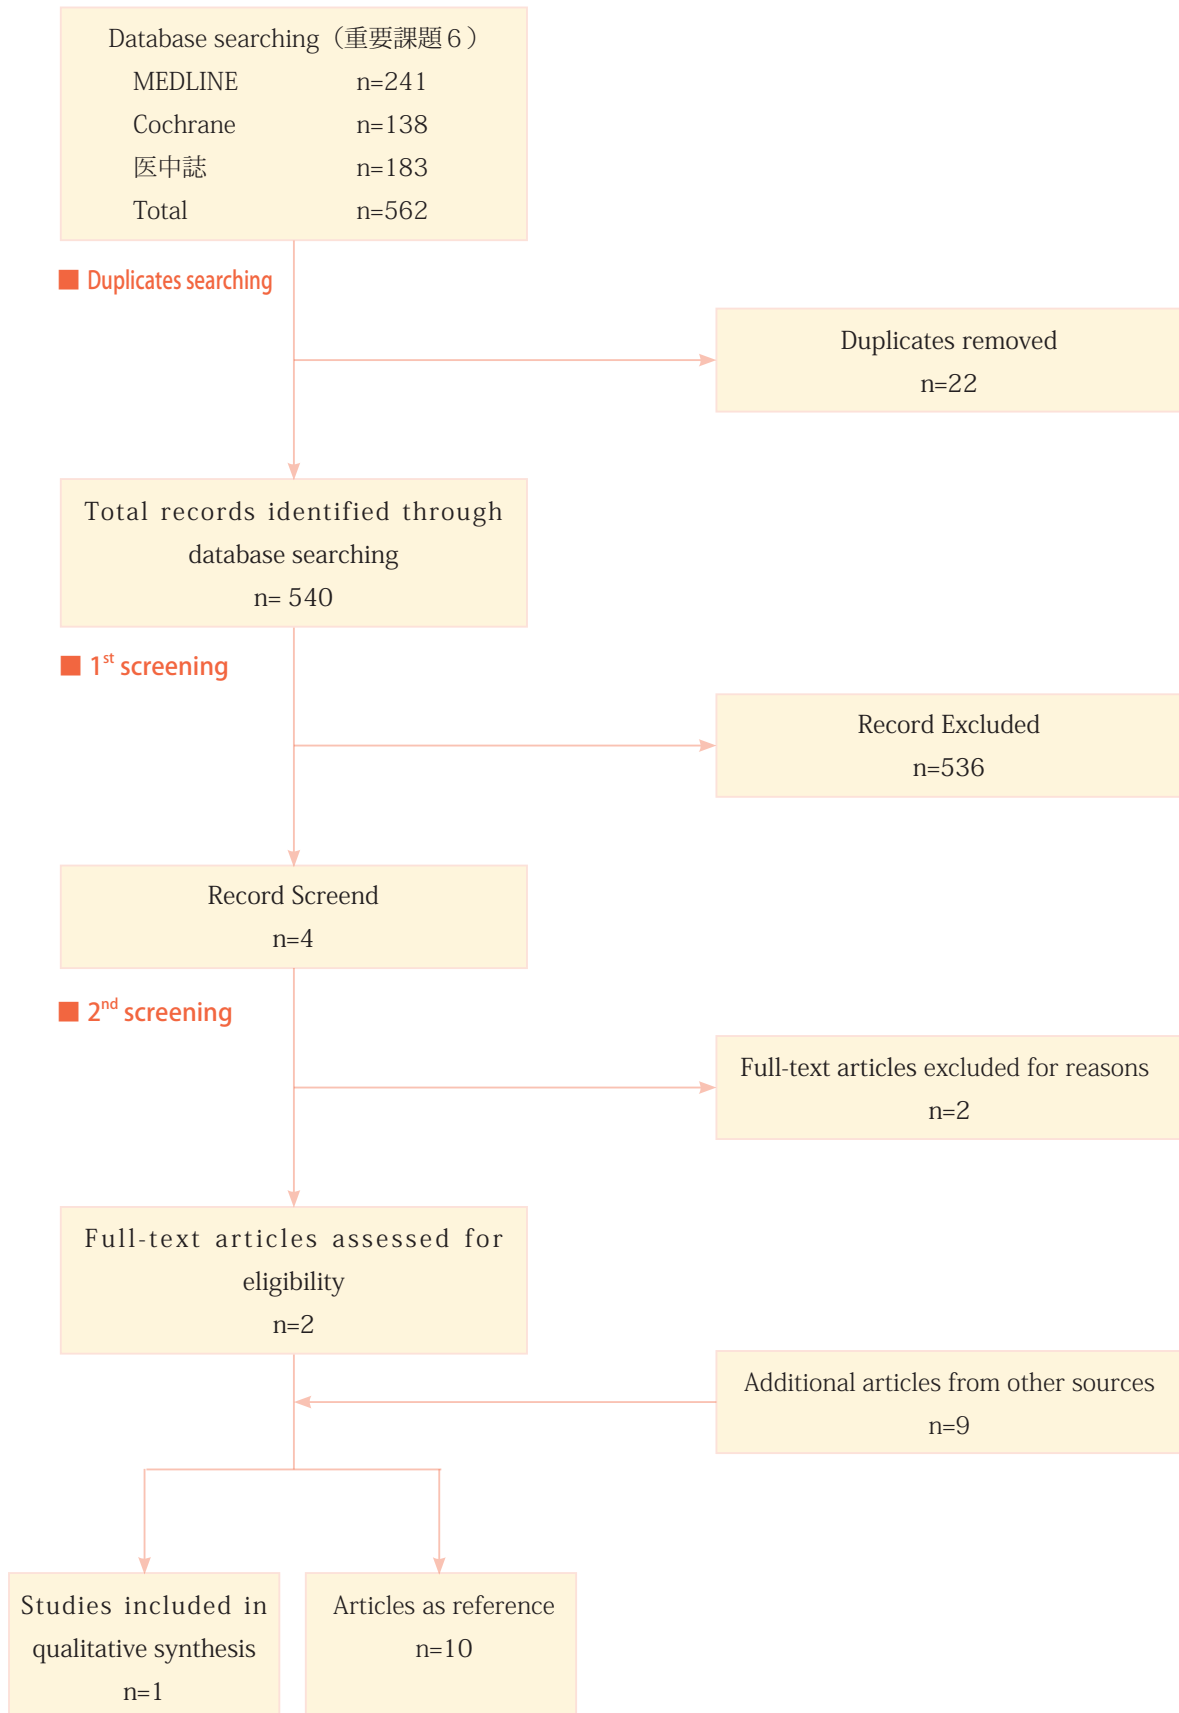 Database searching（重要課題６）
MEDLINE n=241
Cochrane n=138
医中誌 n=183
Total n=562
■ Duplicates searching
Duplicates removed
n=22
Total records identified through
database searching
n= 540
■ 1st screening
Record Excluded
n=536
Record Screend
n=4
■ 2nd screening
Full-text articles excluded for reasons
n=2
Full-text articles assessed for
eligibility
n=2
Additional articles from other sources
n=9
Studies included in
qualitative synthesis
n=1
Articles as reference
n=10